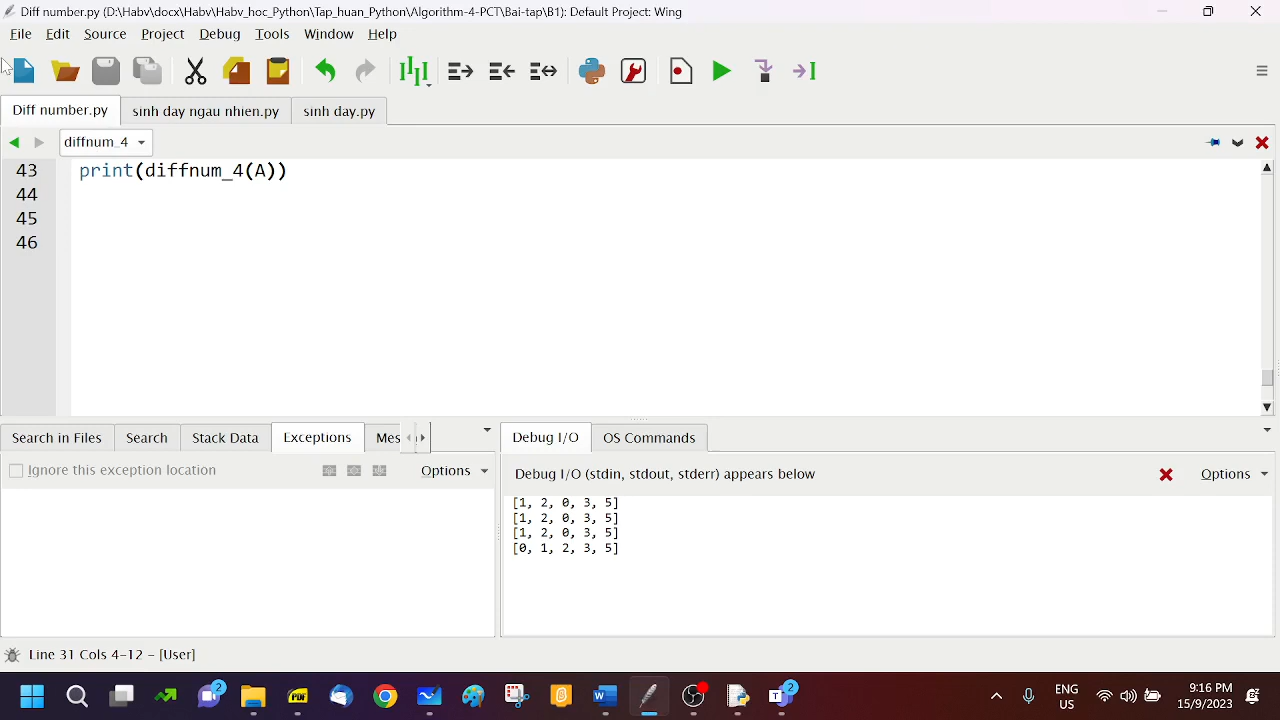 Diff number.py (D:\Habv\docx\Habv\Habv_hoc_Python\Tap_huan_Python\Algorithm-4-PCT\Bai-tap\B1): Default Project: Wing
File Edit Source Project Debug Tools Window Help
Diff number.py sinh day ngau nhien.py sinh day.py
diffnum_4
43 print(diffnum_4(A))
44
45
46
Search in Files Search Stack Data Exceptions Mes
Debug I/O OS Commands
Ignore this exception location Options
Debug I/O (stdin, stdout, stderr) appears below Options
[1, 2, 0, 3, 5]
[1, 2, 0, 3, 5]
[1, 2, 0, 3, 5]
[0, 1, 2, 3, 5]
Line 31 Cols 4-12 - [User]
2 PDF 2
ENG
US
9:16 PM
15/9/2023